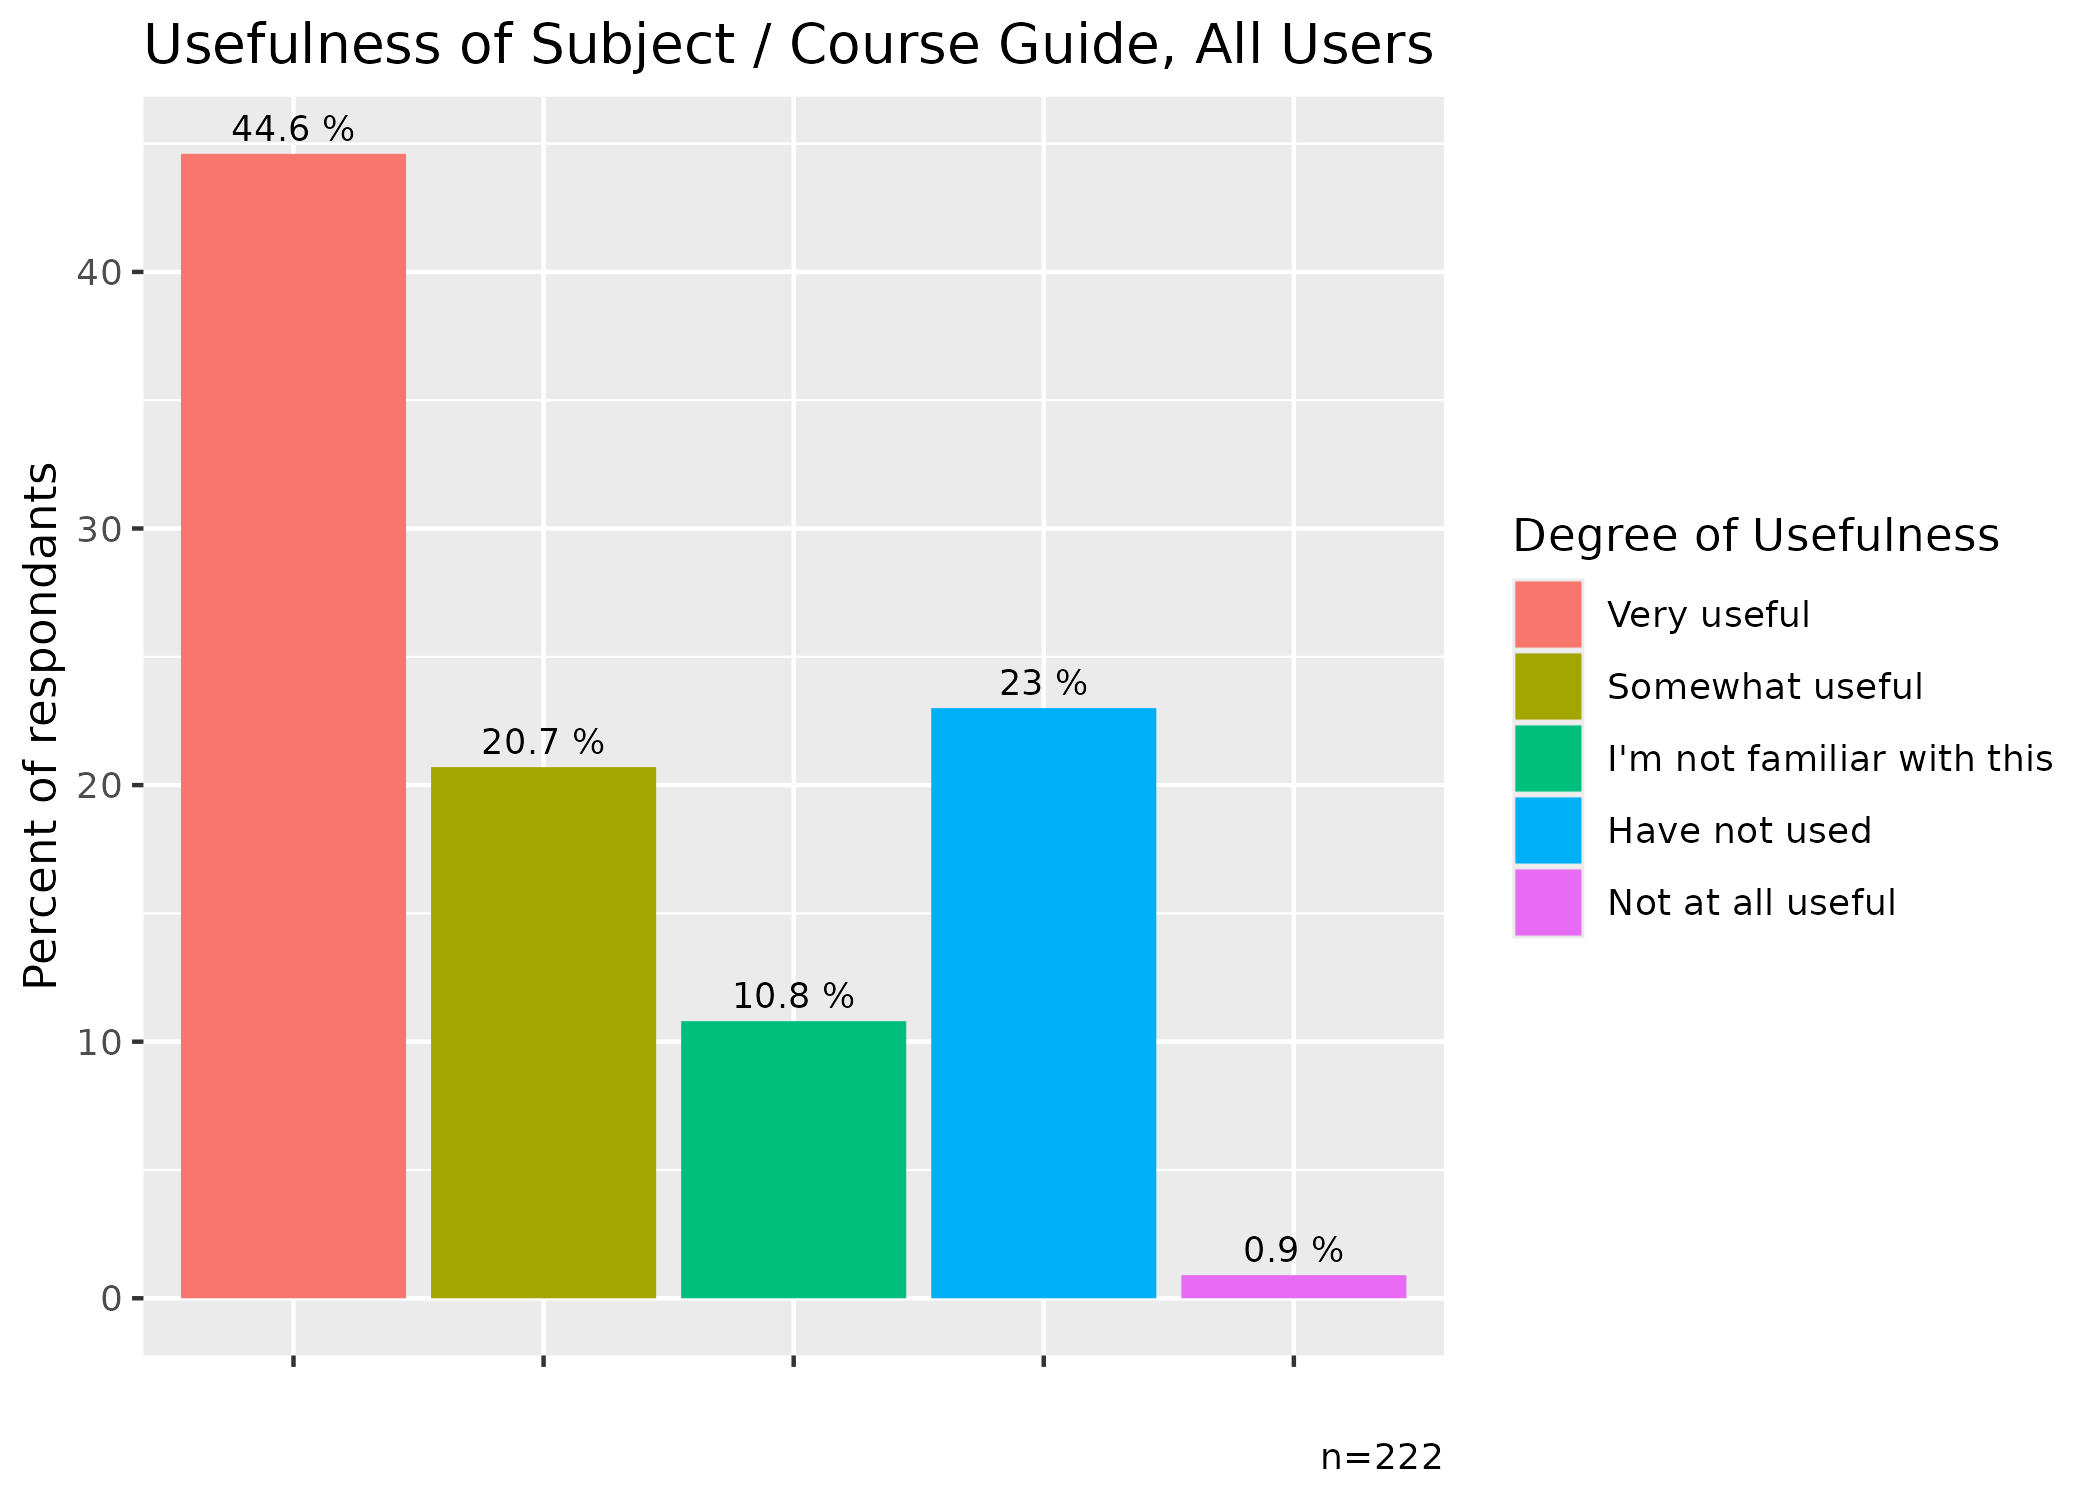 Usefulness of Subject / Course Guide, All Users
Percent of respondants
40
30
20
10
0
44.6 %
20.7 %
10.8 %
23 %
0.9 %
Degree of Usefulness
Very useful
Somewhat useful
I'm not familiar with this
Have not used
Not at all useful
n=222